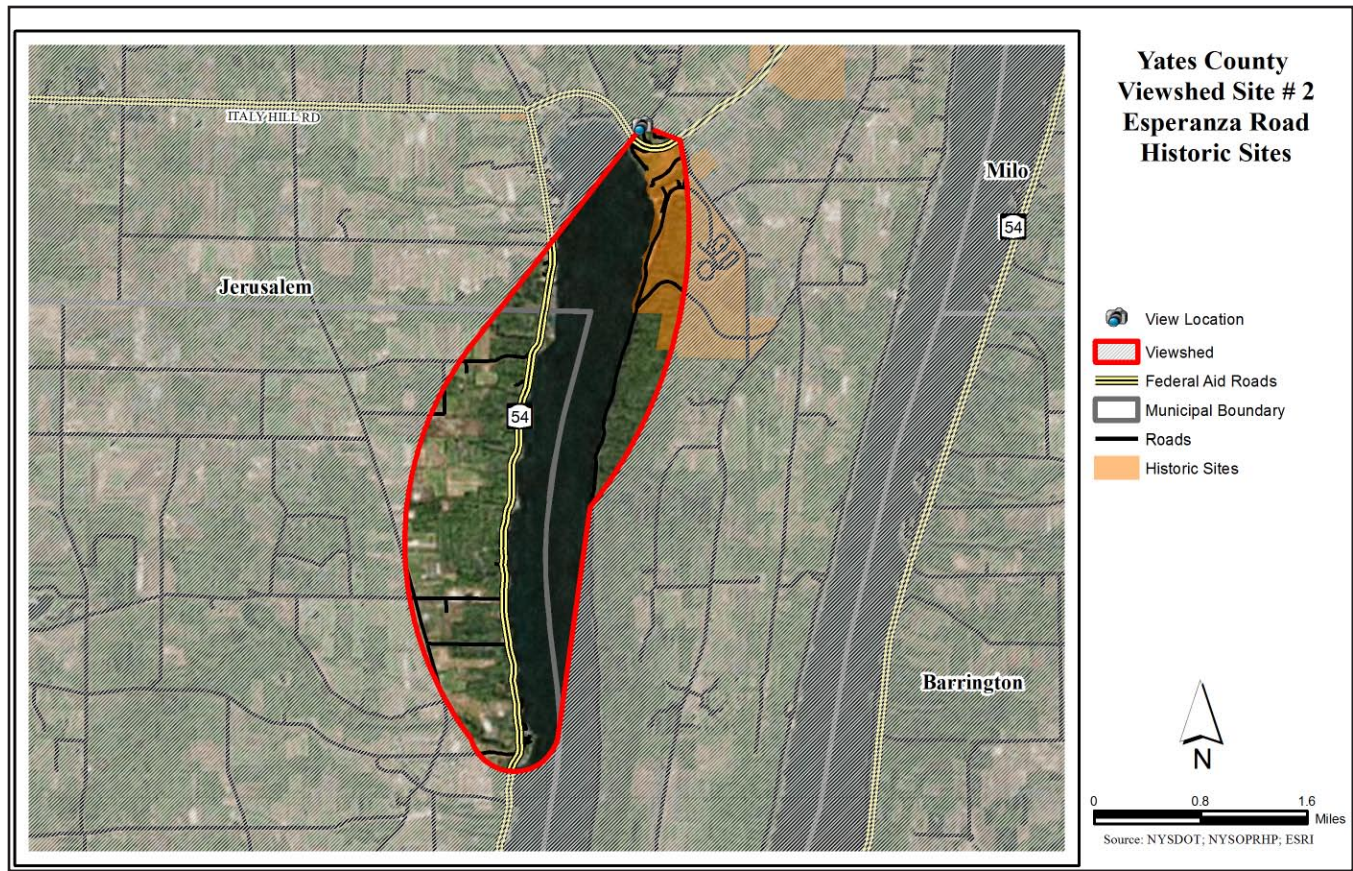 Yates County
Viewshed Site # 2
Esperanza Road
Historic Sites
ITALY HILL RD
Milo
54
Jerusalem
54
Barrington
View Location
Viewshed
Federal Aid Roads
Municipal Boundary
Roads
Historic Sites
N
0 0.8 1.6
Miles
Source: NYSDOT; NYSOPRHP; ESRI